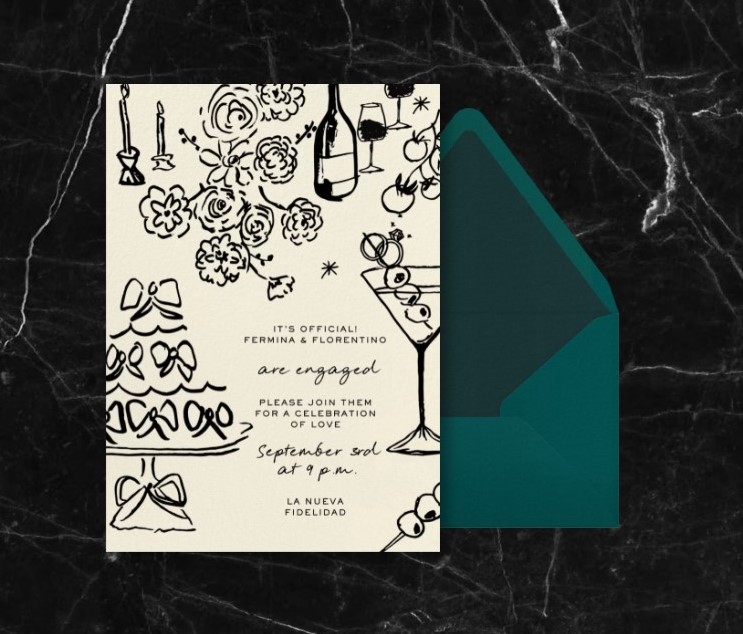 IT'S OFFICIAL!
FERMINA & FLORENTINO
are engaged
PLEASE JOIN THEM
FOR A CELEBRATION
OF LOVE
September 3rd
at 9 p.m.
LA NUEVA
FIDELIDAD